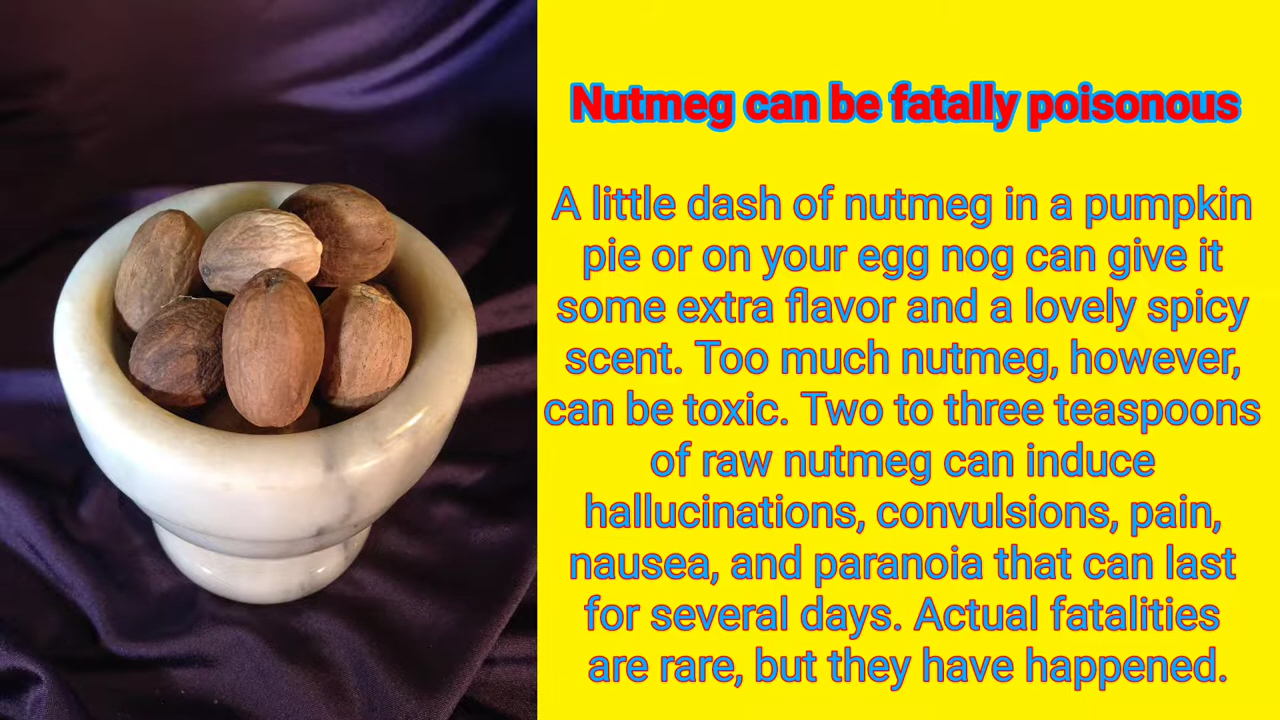 Nutmeg can be fatally poisonous
A little dash of nutmeg in a pumpkin
pie or on your egg nog can give it
some extra flavor and a lovely spicy
scent. Too much nutmeg, however,
can be toxic. Two to three teaspoons
of raw nutmeg can induce
hallucinations, convulsions, pain,
nausea, and paranoia that can last
for several days. Actual fatalities
are rare, but they have happened.